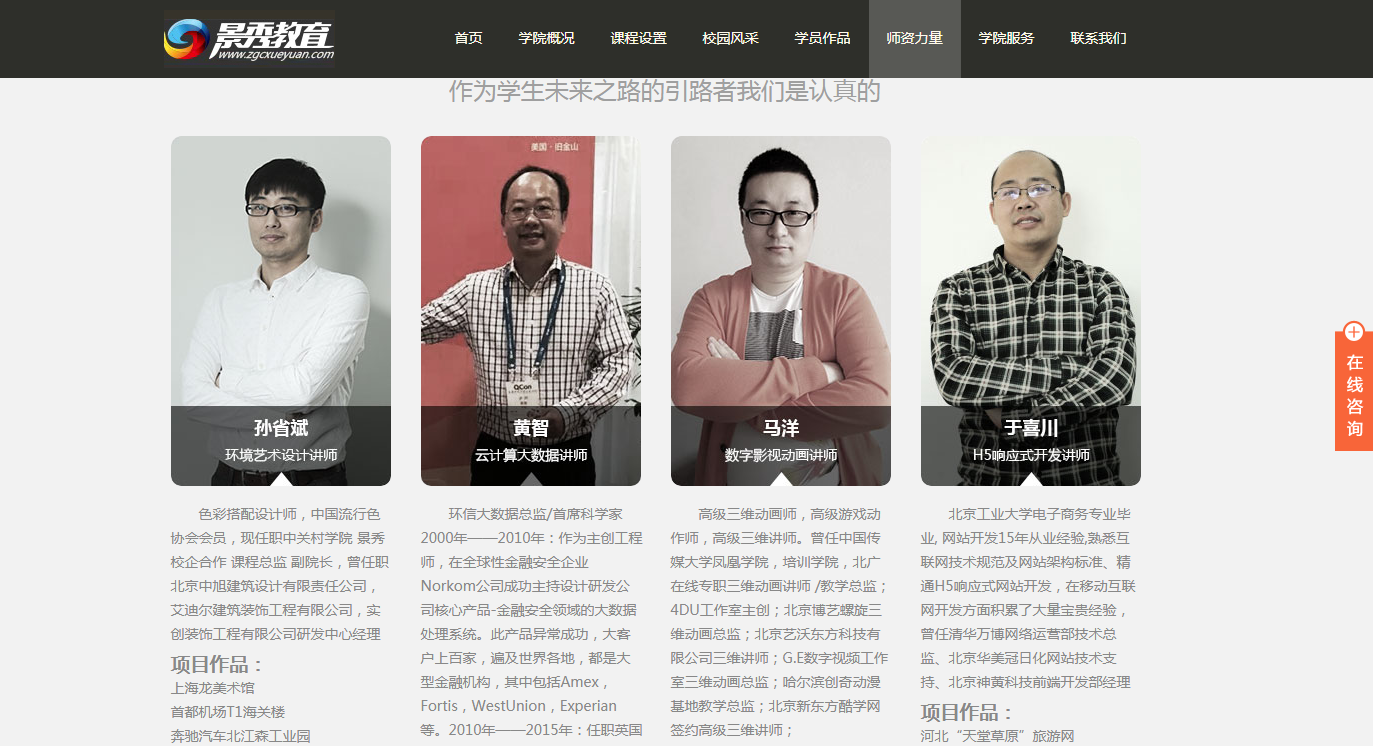 景秀教育
www.zgcxueyuan.com
首页
学院概况
课程设置
校园风采
学员作品
师资力量
学院服务
联系我们
作为学生未来之路的引路者我们是认真的
孙省斌
环境艺术设计讲师
色彩搭配设计师，中国流行色
协会会员，现任职中关村学院 景秀
校企合作 课程总监 副院长，曾任职
北京中旭建筑设计有限责任公司，
艾迪尔建筑装饰工程有限公司，实
创装饰工程有限公司研发中心经理
项目作品：
上海龙美术馆
首都机场T1海关楼
奔驰汽车北江森工业园
美国·旧金山
QCon
黄智
云计算大数据讲师
环信大数据总监/首席科学家
2000年——2010年：作为主创工程
师，在全球性金融安全企业
Norkom公司成功主持设计研发公
司核心产品-金融安全领域的大数据
处理系统。此产品异常成功，大客
户上百家，遍及世界各地，都是大
型金融机构，其中包括Amex，
Fortis，WestUnion，Experian
等。2010年——2015年：任职英国
马洋
数字影视动画讲师
高级三维动画师，高级游戏动
作师，高级三维讲师。曾任中国传
媒大学凤凰学院，培训学院，北广
在线专职三维动画讲师 /教学总监；
4DU工作室主创；北京博艺螺旋三
维动画总监；北京艺沃东方科技有
限公司三维讲师；G.E数字视频工作
室三维动画总监；哈尔滨创奇动漫
基地教学总监；北京新东方酷学网
签约高级三维讲师；
于喜川
H5响应式开发讲师
北京工业大学电子商务专业毕
业, 网站开发15年从业经验,熟悉互
联网技术规范及网站架构标准、精
通H5响应式网站开发，在移动互联
网开发方面积累了大量宝贵经验，
曾任清华万博网络运营部技术总
监、北京华美冠日化网站技术支
持、北京神黄科技前端开发部经理
项目作品：
河北“天堂草原”旅游网
在线咨询